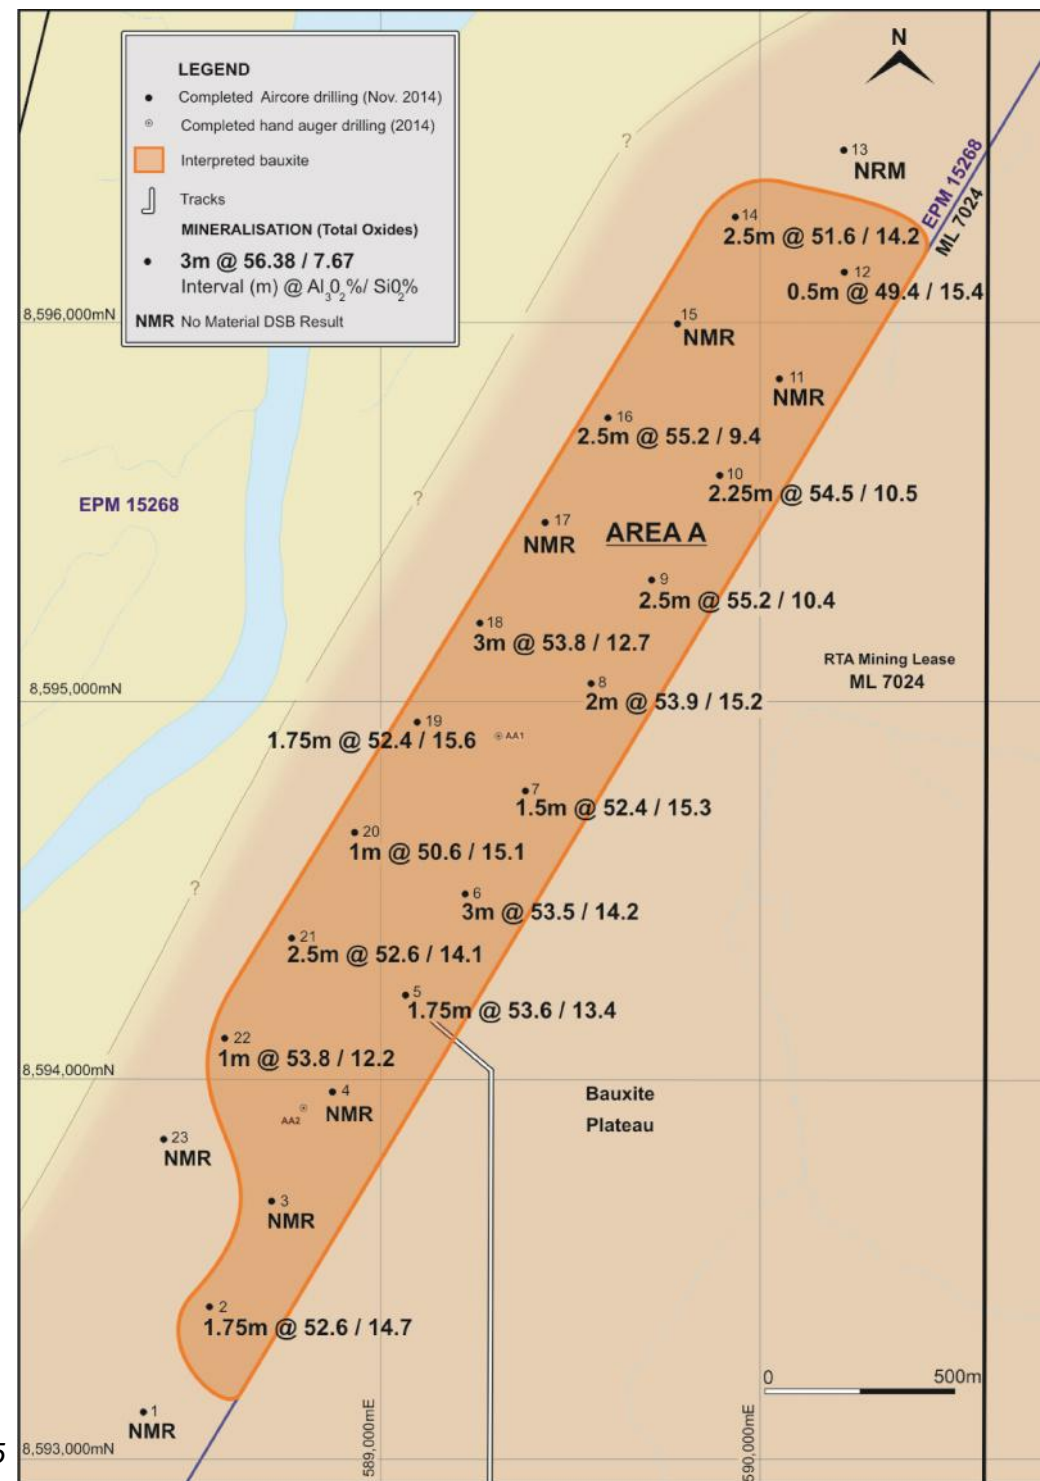 LEGEND
Completed Aircore drilling (Nov. 2014)
Completed hand auger drilling (2014)
Interpreted bauxite
Tracks
MINERALISATION (Total Oxides)
3m @ 56.38 / 7.67
Interval (m) @ Al₃0₂%/ Si0₂%
NMR No Material DSB Result
N
?
13
NRM
EPM 15268
ML 7024
14
2.5m @ 51.6 / 14.2
12
0.5m @ 49.4 / 15.4
8,596,000mN
15
NMR
11
NMR
16
2.5m @ 55.2 / 9.4
10
2.25m @ 54.5 / 10.5
EPM 15268
?
17
NMR
AREA A
9
2.5m @ 55.2 / 10.4
18
3m @ 53.8 / 12.7
RTA Mining Lease
ML 7024
8,595,000mN
8
2m @ 53.9 / 15.2
19
1.75m @ 52.4 / 15.6
AA1
7
1.5m @ 52.4 / 15.3
20
1m @ 50.6 / 15.1
?
6
3m @ 53.5 / 14.2
21
2.5m @ 52.6 / 14.1
5
1.75m @ 53.6 / 13.4
22
1m @ 53.8 / 12.2
8,594,000mN
4
NMR
AA2
Bauxite
Plateau
23
NMR
3
NMR
2
1.75m @ 52.6 / 14.7
0 500m
1
NMR
589,000mE
590,000mE
8,593,000mN
5